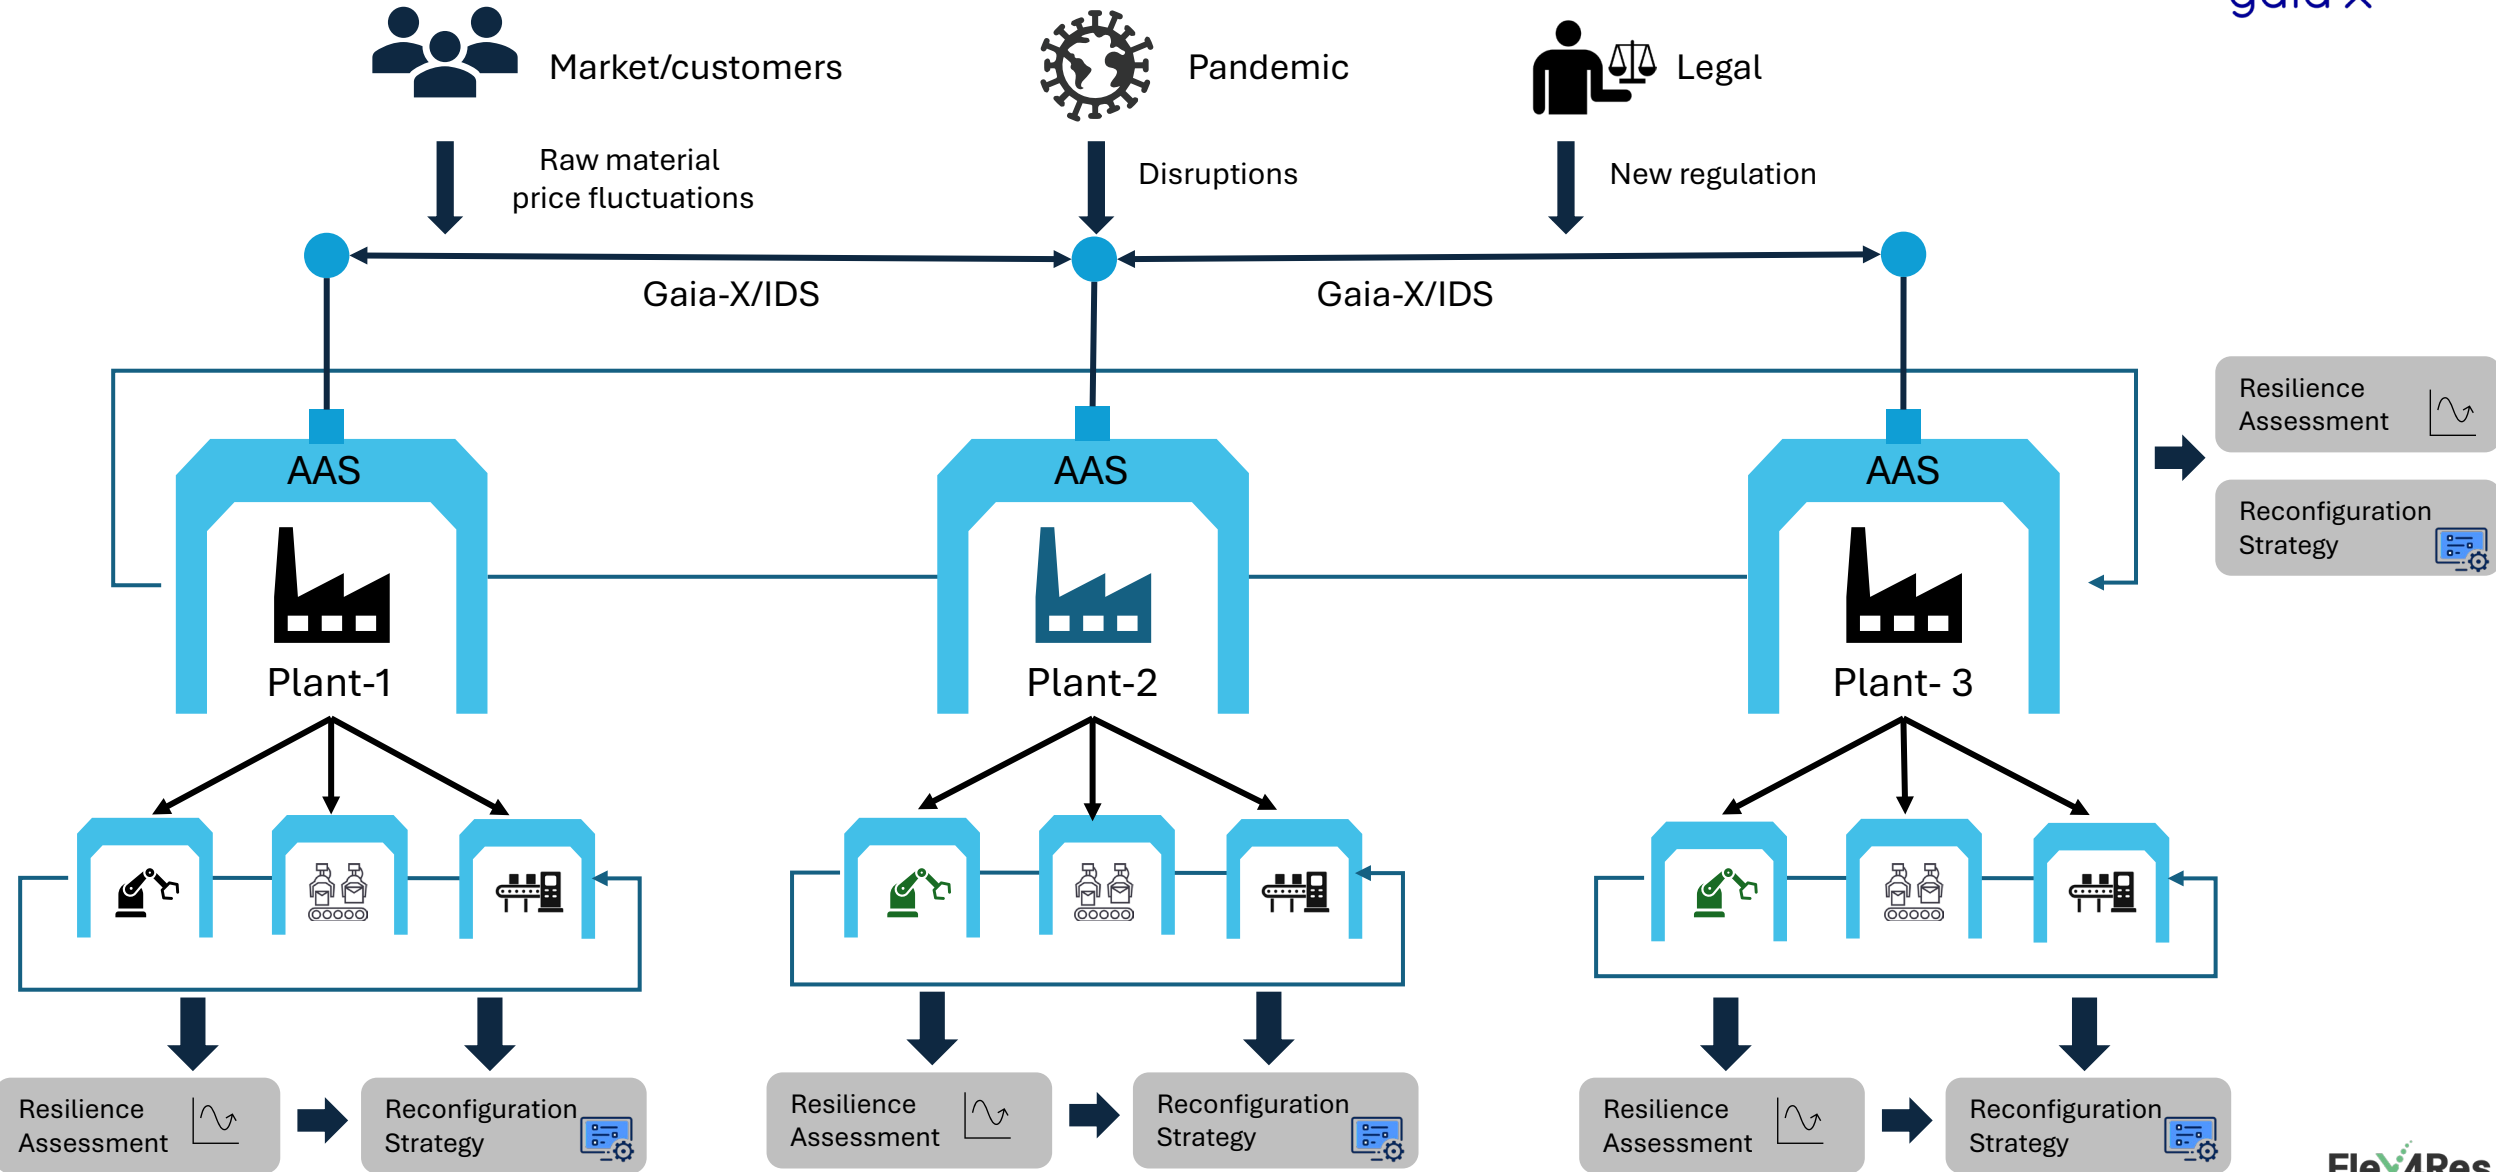 gaia-x
Market/customers
Pandemic
Legal
Raw material
price fluctuations
Disruptions
New regulation
Gaia-X/IDS
Gaia-X/IDS
Resilience
Assessment
Reconfiguration
Strategy
AAS
AAS
AAS
Plant-1
Plant-2
Plant- 3
Resilience
Assessment
Reconfiguration
Strategy
Resilience
Assessment
Reconfiguration
Strategy
Resilience
Assessment
Reconfiguration
Strategy
Flex4Res